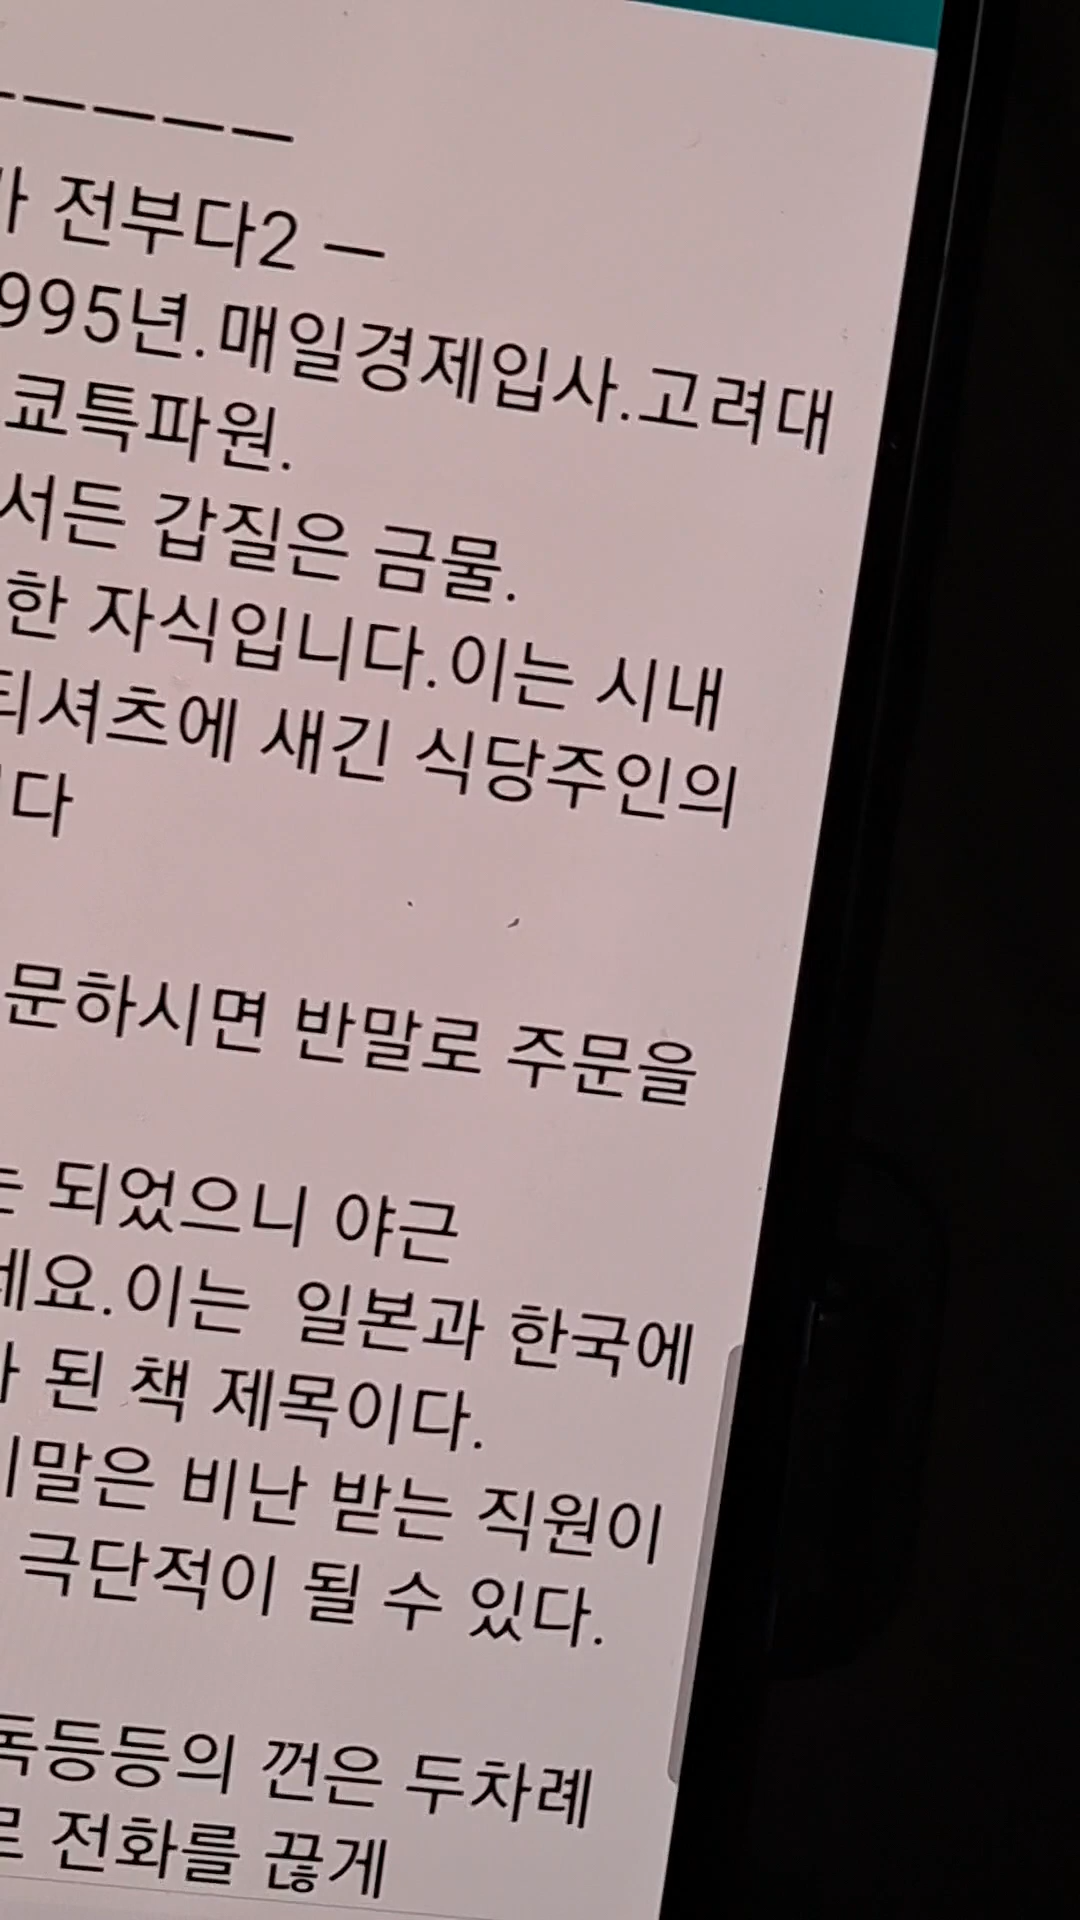 전부다2 —
995년.매일경제입사.고려대
쿄특파원.
서든 갑질은 금물.
한 자식입니다.이는 시내
티셔츠에 새긴 식당주인의
다
문하시면 반말로 주문을
되었으니 야근
네요.이는 일본과 한국에
된 책 제목이다.
말은 비난 받는 직원이
극단적이 될 수 있다.
독등등의 껀은 두차례
전화를 끊게